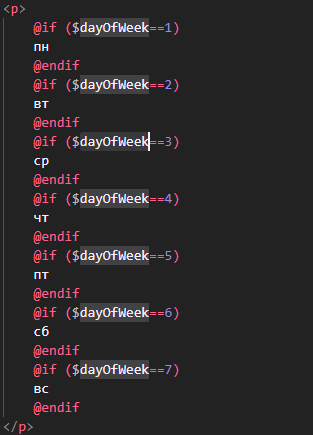 <p>
@if ($dayOfWeek==1)
пн
@endif
@if ($dayOfWeek==2)
вт
@endif
@if ($dayOfWeek==3)
ср
@endif
@if ($dayOfWeek==4)
чт
@endif
@if ($dayOfWeek==5)
пт
@endif
@if ($dayOfWeek==6)
сб
@endif
@if ($dayOfWeek==7)
вс
@endif
</p>